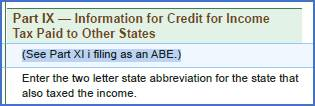 Part IX — Information for Credit for Income
Tax Paid to Other States
(See Part XI i filing as an ABE.)
Enter the two letter state abbreviation for the state that
also taxed the income.